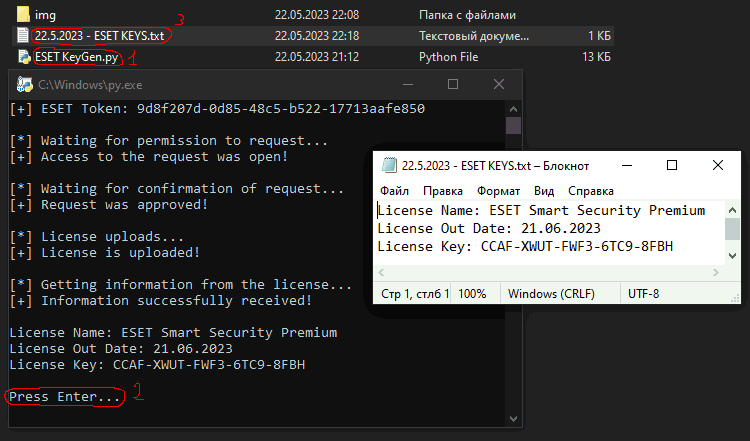 img 22.05.2023 22:08 Папка с файлами
3
22.5.2023 - ESET KEYS.txt 22.05.2023 22:18 Текстовый докуме... 1 КБ
ESET KeyGen.py 1 22.05.2023 21:12 Python File 13 КБ
C:\Windows\py.exe
[+] ESET Token: 9d8f207d-0d85-48c5-b522-17713aafe850
[*] Waiting for permission to request...
[+] Access to the request was open!
[*] Waiting for confirmation of request...
[+] Request was approved!
[*] License uploads...
[+] License is uploaded!
[*] Getting information from the license...
[+] Information successfully received!
License Name: ESET Smart Security Premium
License Out Date: 21.06.2023
License Key: CCAF-XWUT-FWF3-6TC9-8FBH
Press Enter... 2
22.5.2023 - ESET KEYS.txt – Блокнот
Файл Правка Формат Вид Справка
License Name: ESET Smart Security Premium
License Out Date: 21.06.2023
License Key: CCAF-XWUT-FWF3-6TC9-8FBH
Стр 1, стлб 1 100% Windows (CRLF) UTF-8